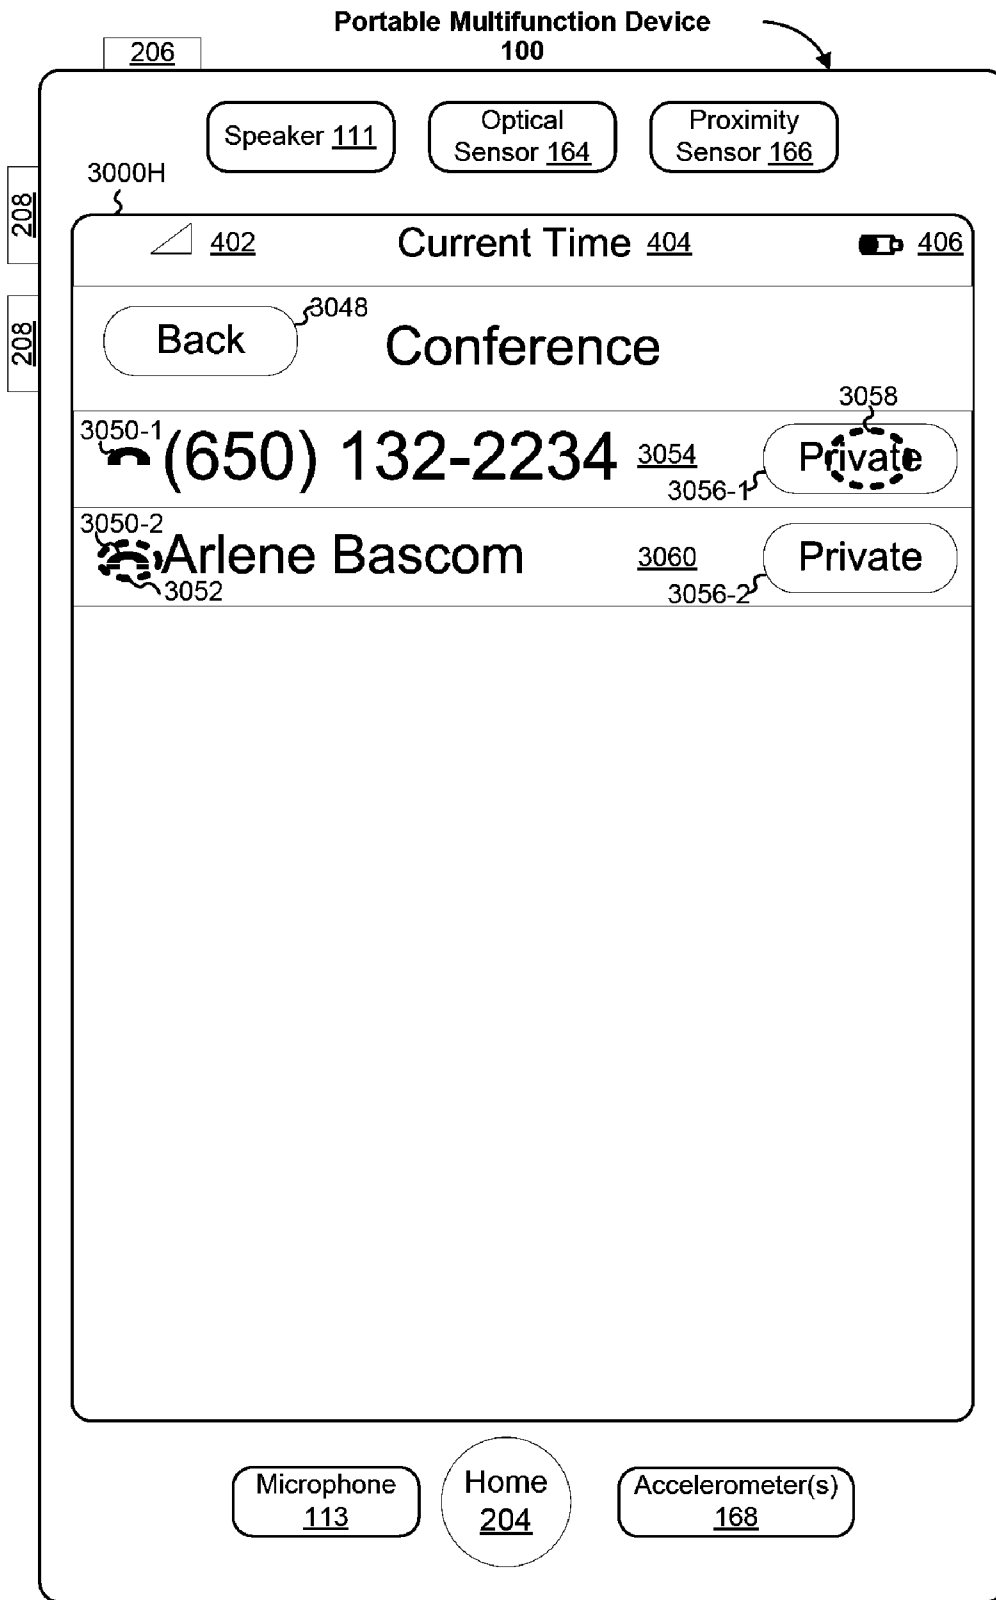 Portable Multifunction Device
100
206
Speaker 111
Optical
Sensor 164
Proximity
Sensor 166
3000H
208
402
Current Time 404
406
208
Back
3048
Conference
3058
3050-1
(650) 132-2234
3054
Private
3056-1
3050-2
Arlene Bascom
3060
Private
3052
3056-2
Microphone
113
Home
204
Accelerometer(s)
168